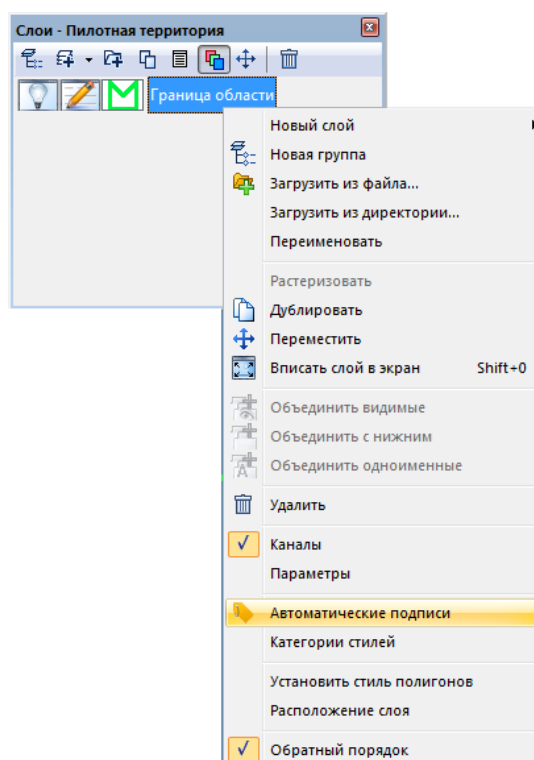 Слои - Пилотная территория
Граница области
Новый слой
Новая группа
Загрузить из файла...
Загрузить из директории...
Переименовать
Растеризовать
Дублировать
Переместить
Вписать слой в экран Shift+0
Объединить видимые
Объединить с нижним
Объединить одноименные
Удалить
Каналы
Параметры
Автоматические подписи
Категории стилей
Установить стиль полигонов
Расположение слоя
Обратный порядок